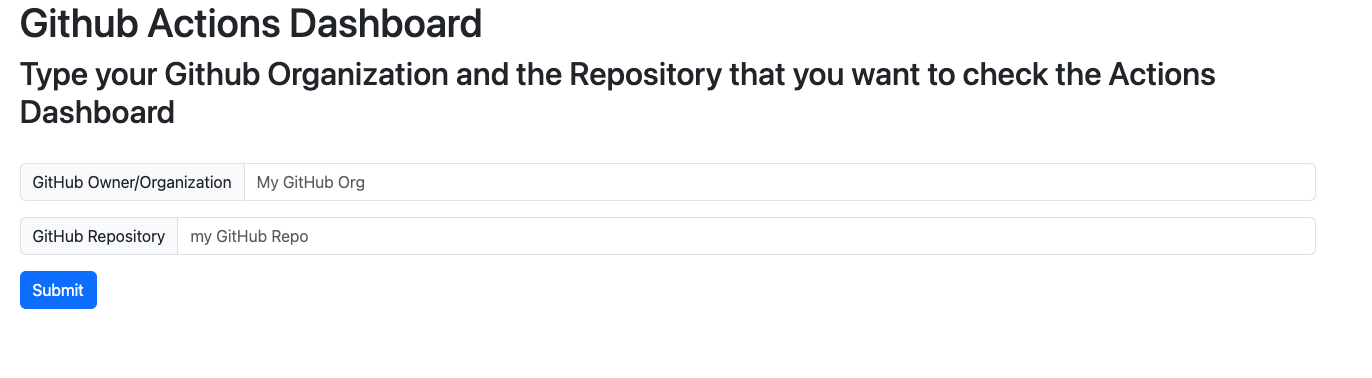 Github Actions Dashboard
Type your Github Organization and the Repository that you want to check the Actions
Dashboard
GitHub Owner/Organization My GitHub Org
GitHub Repository my GitHub Repo
Submit